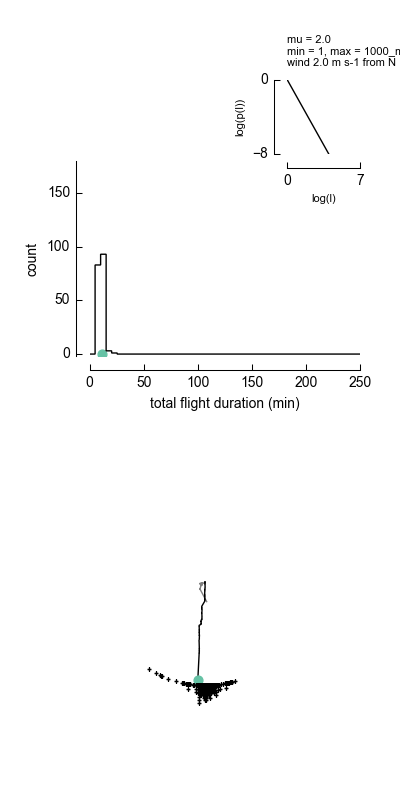 mu = 2.0
min = 1, max = 1000_m
wind 2.0 m s-1 from N
0
log(p(l))
−8
0 7
log(l)
150
100
count
50
0
0 50 100 150 200 250
total flight duration (min)